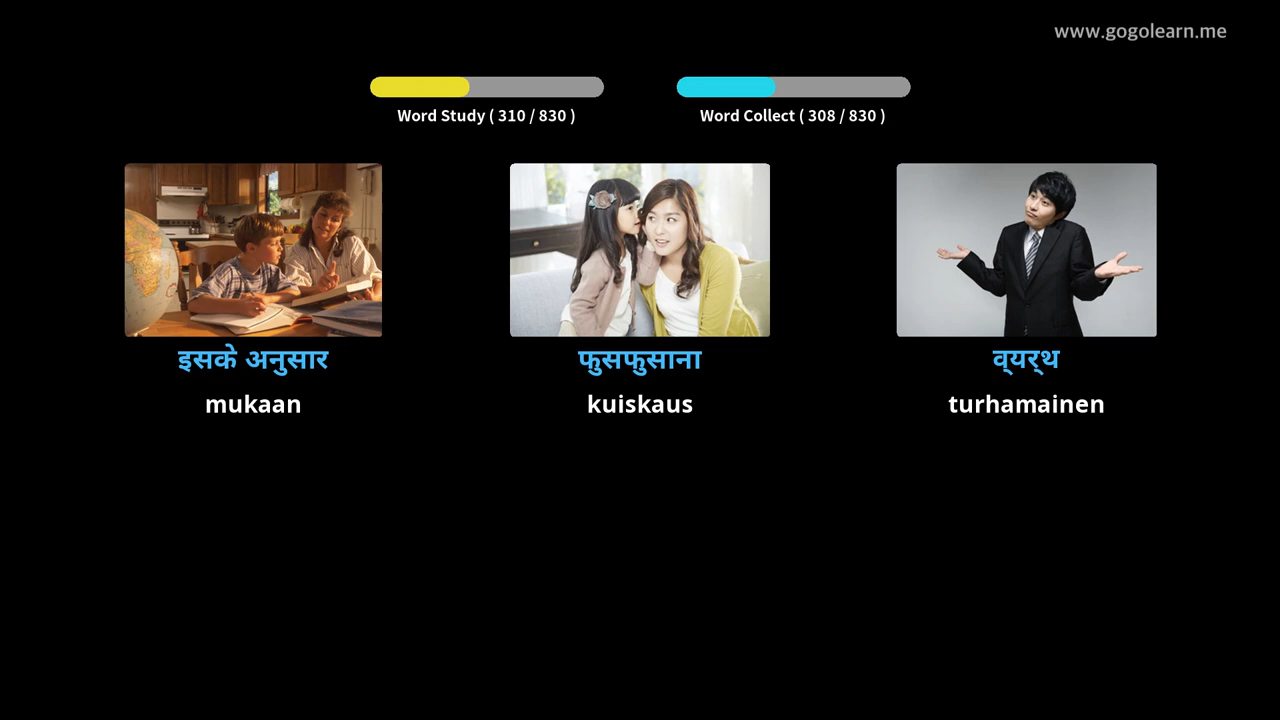 www.gogolearn.me
Word Study ( 310 / 830 )
Word Collect ( 308 / 830 )
इसके अनुसार
फुसफुसाना
व्यर्थ
mukaan
kuiskaus
turhamainen